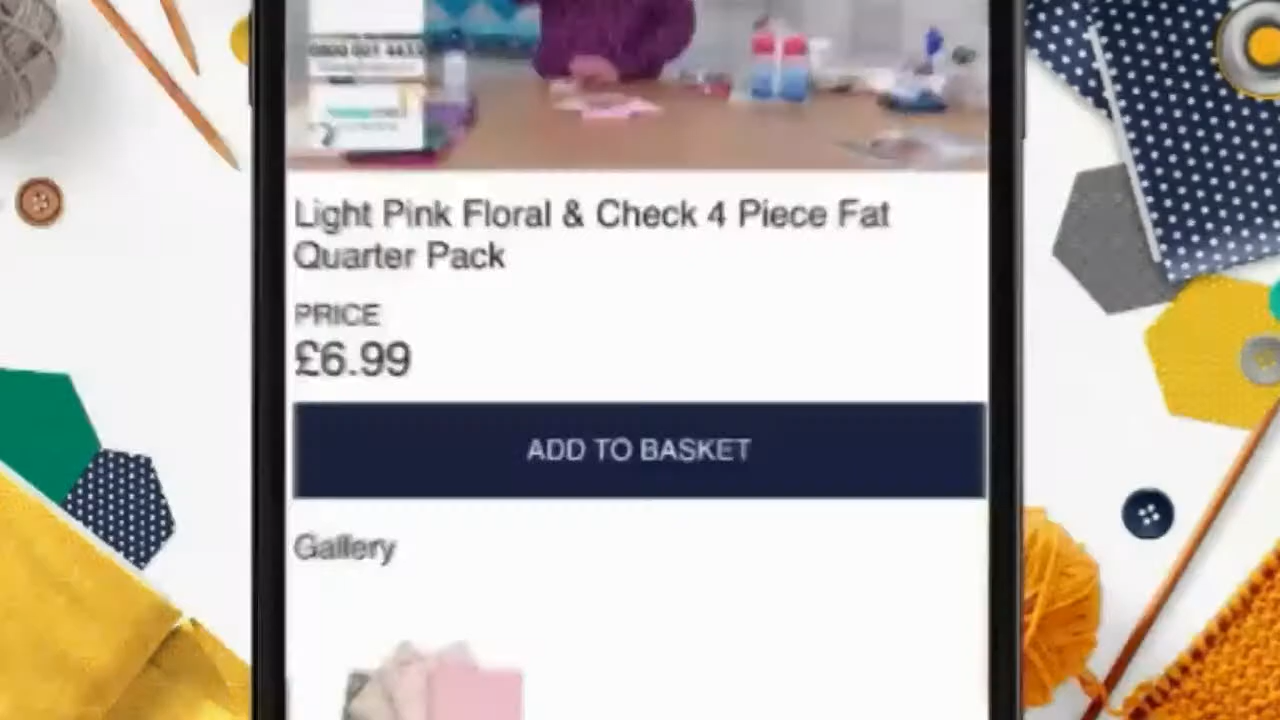 Light Pink Floral & Check 4 Piece Fat
Quarter Pack
PRICE
£6.99
ADD TO BASKET
Gallery